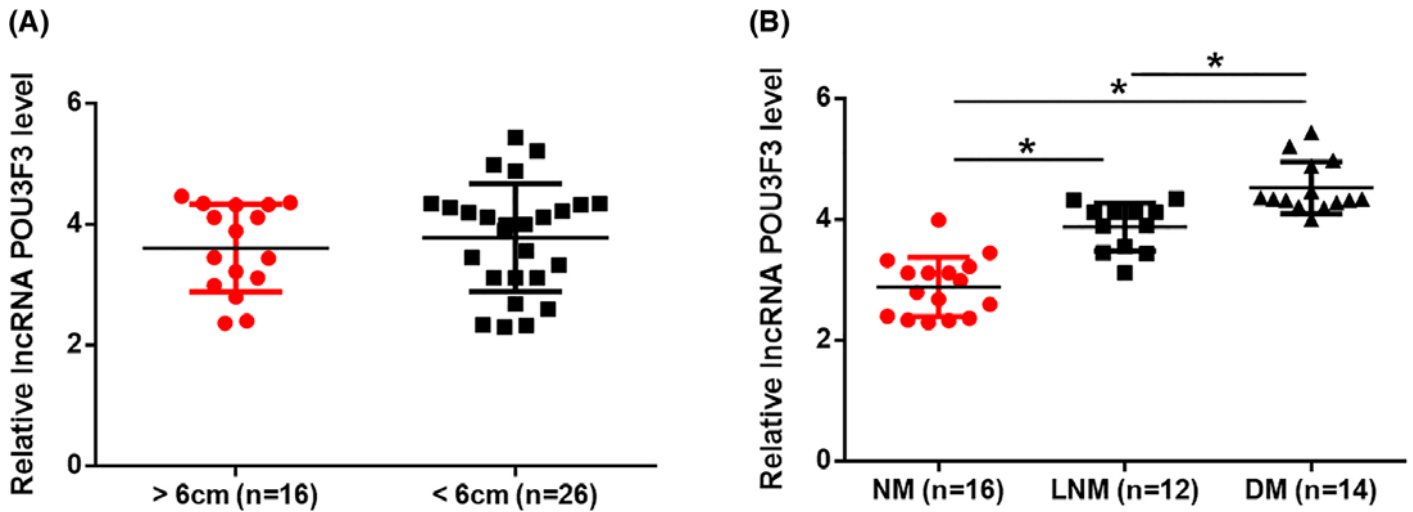 (A)
Relative lncRNA POU3F3 level
6
4
2
0
> 6cm (n=16)
< 6cm (n=26)
(B)
Relative lncRNA POU3F3 level
6
4
2
0
*
*
*
NM (n=16)
LNM (n=12)
DM (n=14)